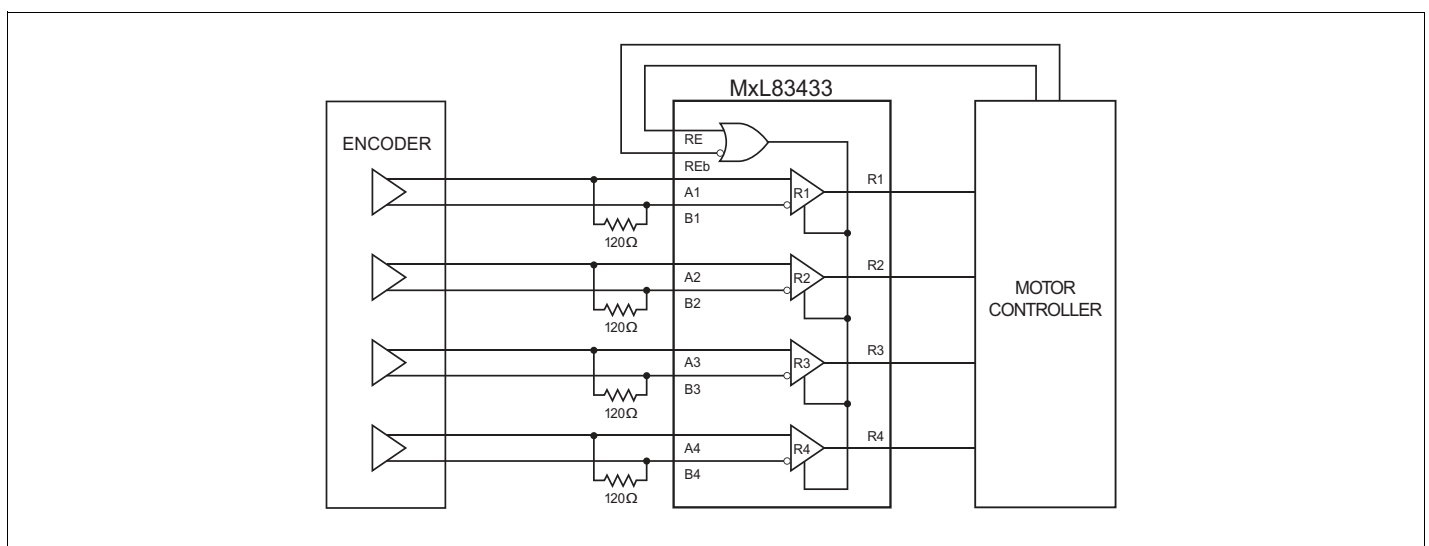 MxL83433
ENCODER
RE
REb
A1
B1
R1
R1
120Ω
A2
B2
R2
R2
120Ω
MOTOR
CONTROLLER
A3
B3
R3
R3
120Ω
A4
B4
R4
R4
120Ω